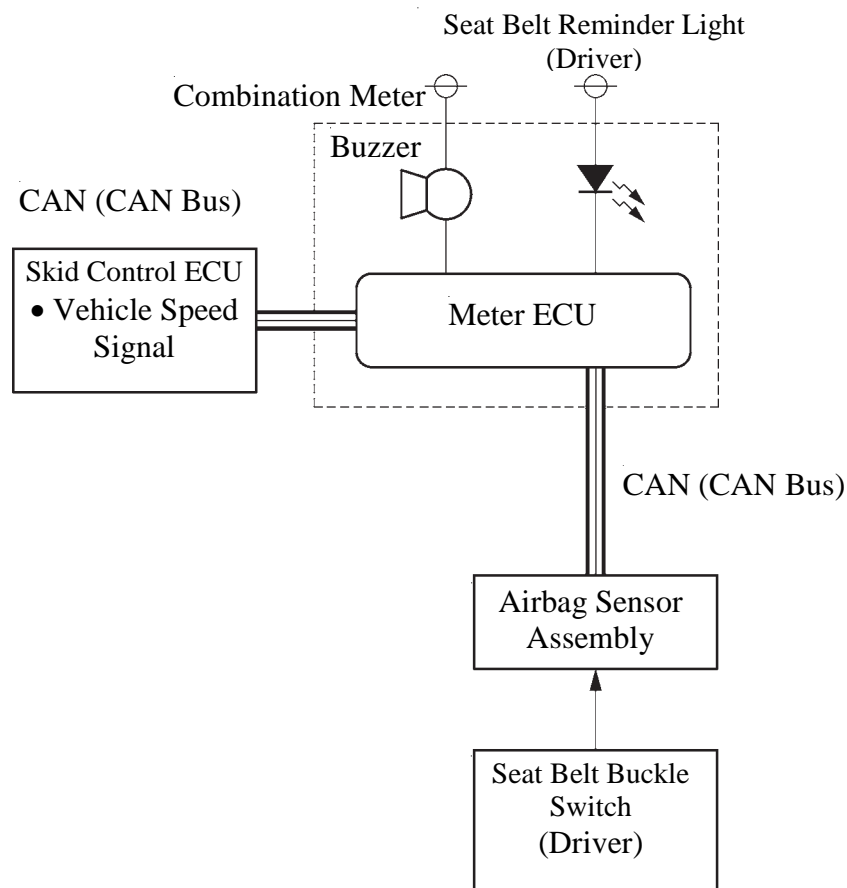 Seat Belt Reminder Light
(Driver)
Combination Meter
Buzzer
CAN (CAN Bus)
Skid Control ECU
• Vehicle Speed
Signal
Meter ECU
CAN (CAN Bus)
Airbag Sensor
Assembly
Seat Belt Buckle
Switch
(Driver)